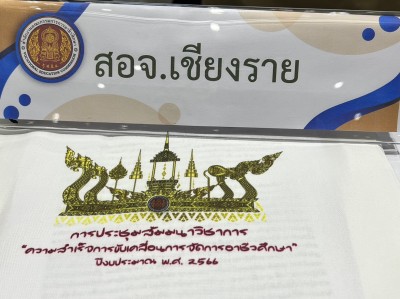 สอจ.เชียงราย
การประชุมสัมมนาวิชาการ
"ความสำเร็จการขับเคลื่อนการจัดการอาชีวศึกษา"
ปีงบประมาณ พ.ศ. 2566